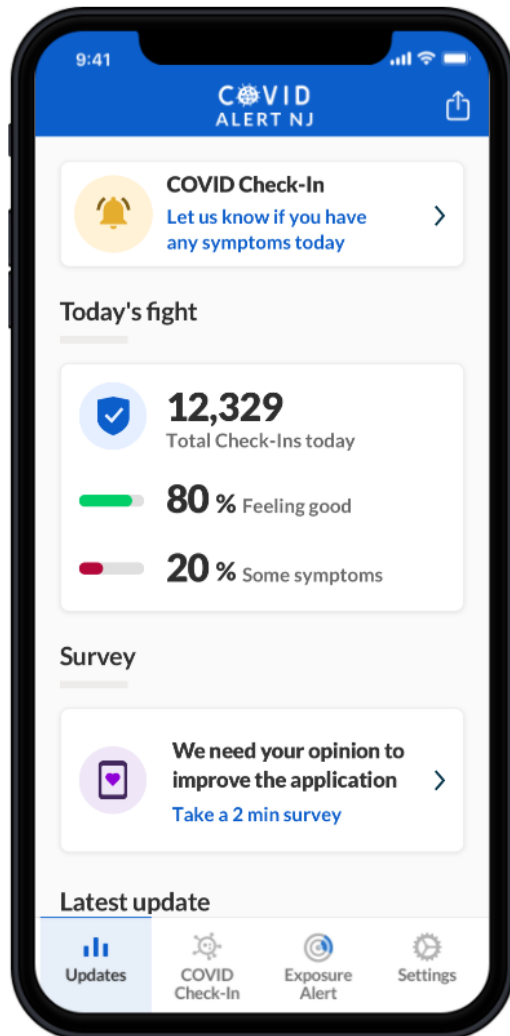 9:41
COVID
ALERT NJ
COVID Check-In
Let us know if you have
any symptoms today
Today's fight
12,329
Total Check-Ins today
80 % Feeling good
20 % Some symptoms
Survey
We need your opinion to
improve the application
Take a 2 min survey
Latest update
Updates
COVID
Check-In
Exposure
Alert
Settings